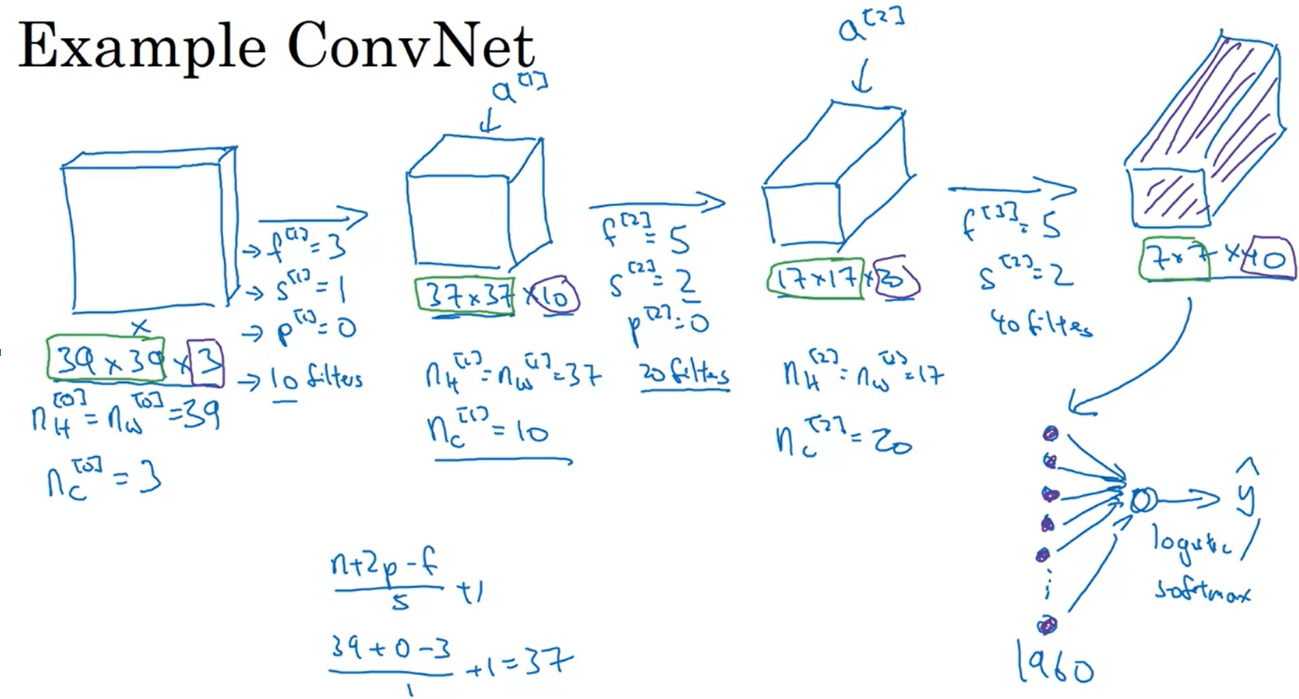 Example ConvNet
a^[1]
a^[2]
39 x 39 x 3
n_H^[0] = n_W^[0] = 39
n_C^[0] = 3
→ f^[1] = 3
→ s^[1] = 1
→ p^[1] = 0
→ 10 filters
37 x 37 x 10
n_H^[1] = n_W^[1] = 37
n_C^[1] = 10
f^[2] = 5
s^[2] = 2
p^[2] = 0
20 filters
17 x 17 x 20
n_H^[2] = n_W^[2] = 17
n_C^[2] = 20
f^[3] = 5
s^[2] = 2
40 filters
7 x 7 x 40
ŷ
logistic /
softmax
1960
n+2p-f
s
+1
39+0-3
1
+1=37